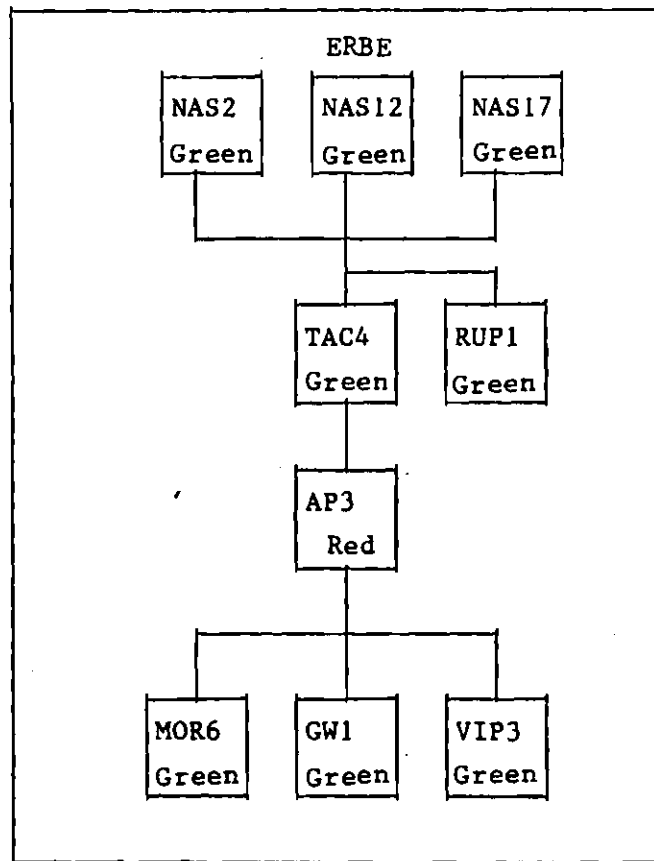 ERBE
NAS2 NAS12 NAS17
Green Green Green
TAC4 RUP1
Green Green
AP3
Red
MOR6 GW1 VIP3
Green Green Green